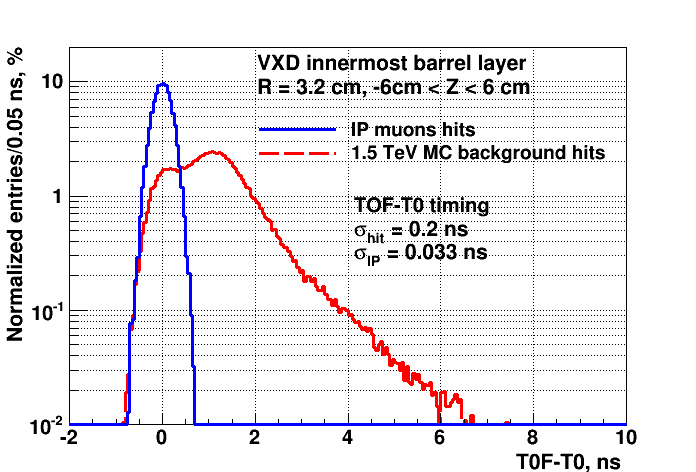 Normalized entries/0.05 ns, %
VXD innermost barrel layer
R = 3.2 cm, -6cm < Z < 6 cm
IP muons hits
1.5 TeV MC background hits
TOF-T0 timing
σhit = 0.2 ns
σIP = 0.033 ns
10
1
10-1
10-2
-2 0 2 4 6 8 10
T0F-T0, ns